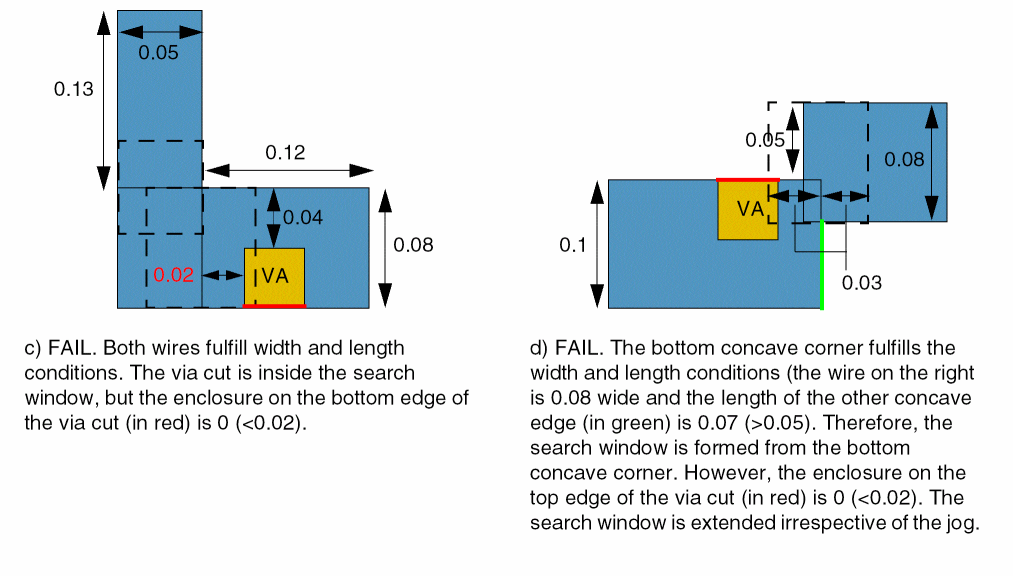 0.05
0.13
0.12
0.04
0.08
0.02
VA
0.05
0.08
VA
0.1
0.03
c) FAIL. Both wires fulfill width and length
conditions. The via cut is inside the search
window, but the enclosure on the bottom edge of
the via cut (in red) is 0 (<0.02).
d) FAIL. The bottom concave corner fulfills the
width and length conditions (the wire on the right
is 0.08 wide and the length of the other concave
edge (in green) is 0.07 (>0.05). Therefore, the
search window is formed from the bottom
concave corner. However, the enclosure on the
top edge of the via cut (in red) is 0 (<0.02). The
search window is extended irrespective of the jog.